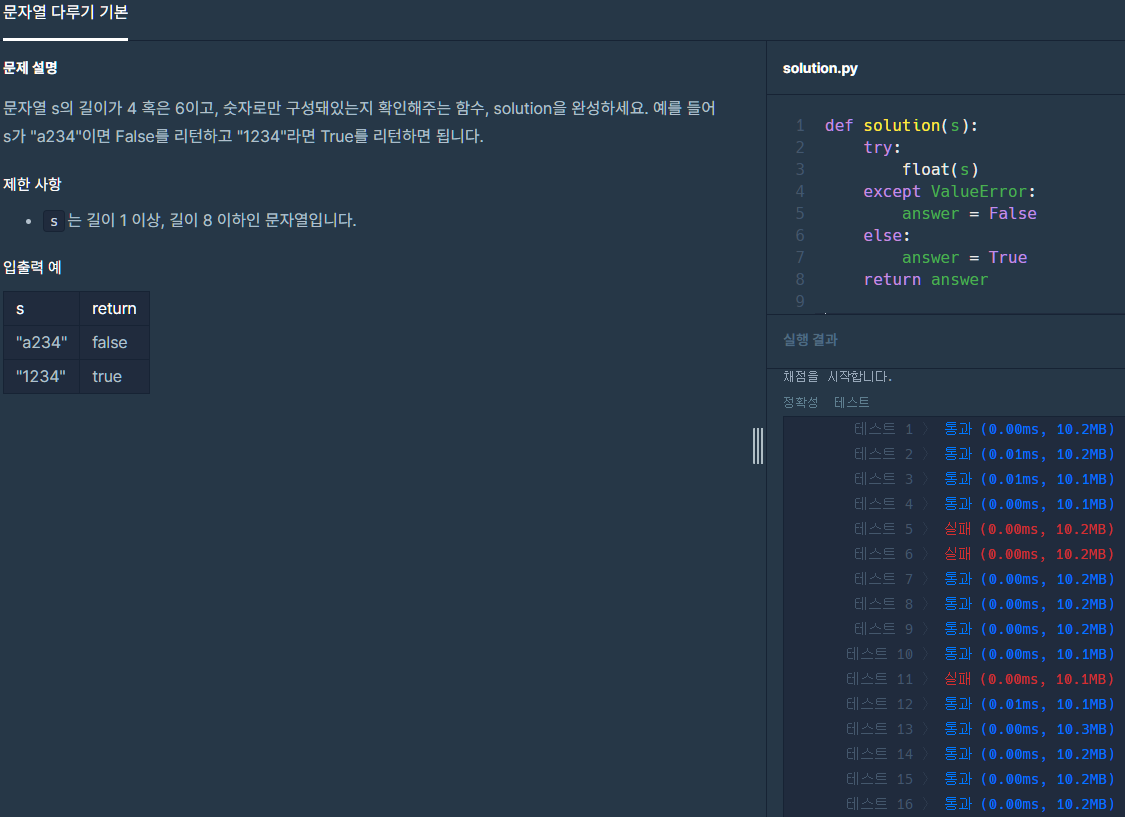 문자열 다루기 기본
문제 설명
문자열 s의 길이가 4 혹은 6이고, 숫자로만 구성돼있는지 확인해주는 함수, solution을 완성하세요. 예를 들어
s가 "a234"이면 False를 리턴하고 "1234"라면 True를 리턴하면 됩니다.
제한 사항
• s 는 길이 1 이상, 길이 8 이하인 문자열입니다.
입출력 예
s return
"a234" false
"1234" true
solution.py
1 def solution(s):
2     try:
3         float(s)
4     except ValueError:
5         answer = False
6     else:
7         answer = True
8     return answer
9
실행 결과
채점을 시작합니다.
정확성 테스트
테스트 1 〉 통과 (0.00ms, 10.2MB)
테스트 2 〉 통과 (0.01ms, 10.2MB)
테스트 3 〉 통과 (0.01ms, 10.1MB)
테스트 4 〉 통과 (0.00ms, 10.1MB)
테스트 5 〉 실패 (0.00ms, 10.2MB)
테스트 6 〉 실패 (0.00ms, 10.2MB)
테스트 7 〉 통과 (0.00ms, 10.2MB)
테스트 8 〉 통과 (0.00ms, 10.2MB)
테스트 9 〉 통과 (0.00ms, 10.2MB)
테스트 10 〉 통과 (0.00ms, 10.1MB)
테스트 11 〉 실패 (0.00ms, 10.1MB)
테스트 12 〉 통과 (0.01ms, 10.1MB)
테스트 13 〉 통과 (0.00ms, 10.3MB)
테스트 14 〉 통과 (0.00ms, 10.2MB)
테스트 15 〉 통과 (0.00ms, 10.2MB)
테스트 16 〉 통과 (0.00ms, 10.2MB)